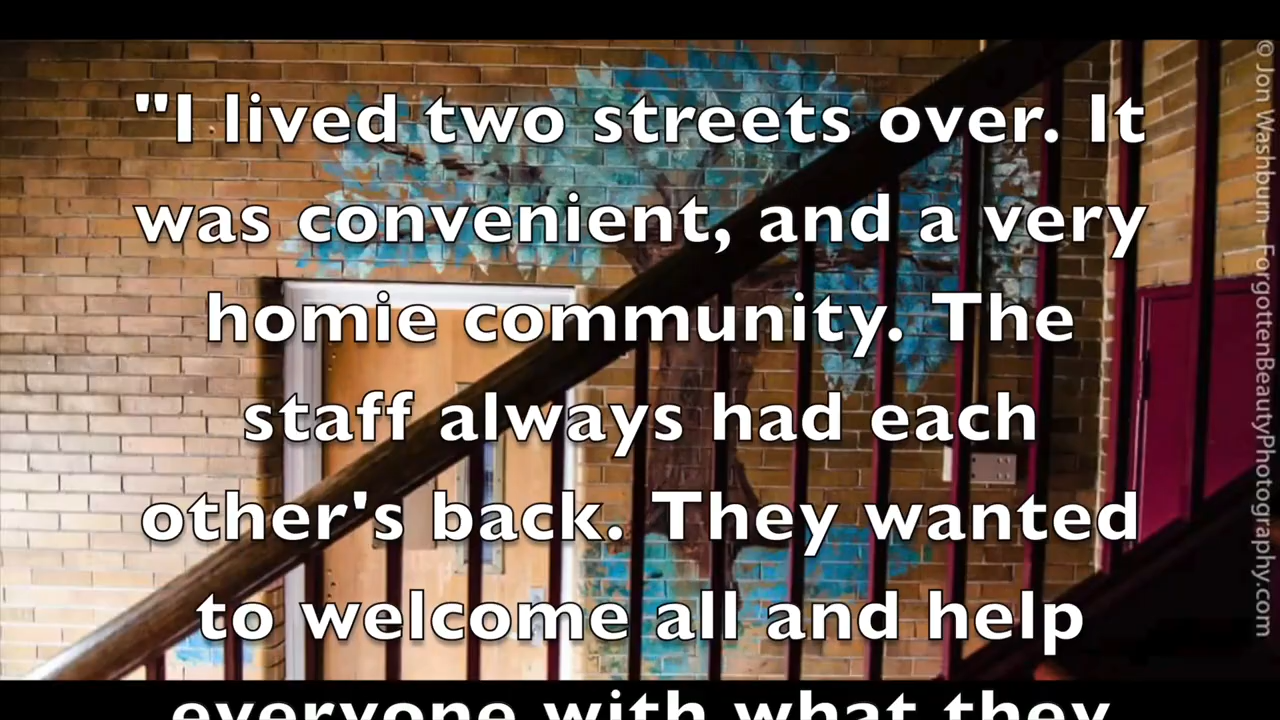 "I lived two streets over. It
was convenient, and a very
homie community. The
staff always had each
other's back. They wanted
to welcome all and help
everyone with what they
© Jon Washburn - ForgottenBeautyPhotography.com